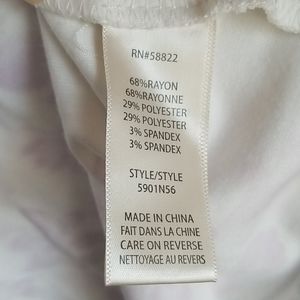 RN#58822
68%RAYON
68%RAYONNE
29% POLYESTER
29% POLYESTER
3% SPANDEX
3% SPANDEX
STYLE/STYLE
5901N56
MADE IN CHINA
FAIT DANS LA CHINE
CARE ON REVERSE
NETTOYAGE AU REVERS